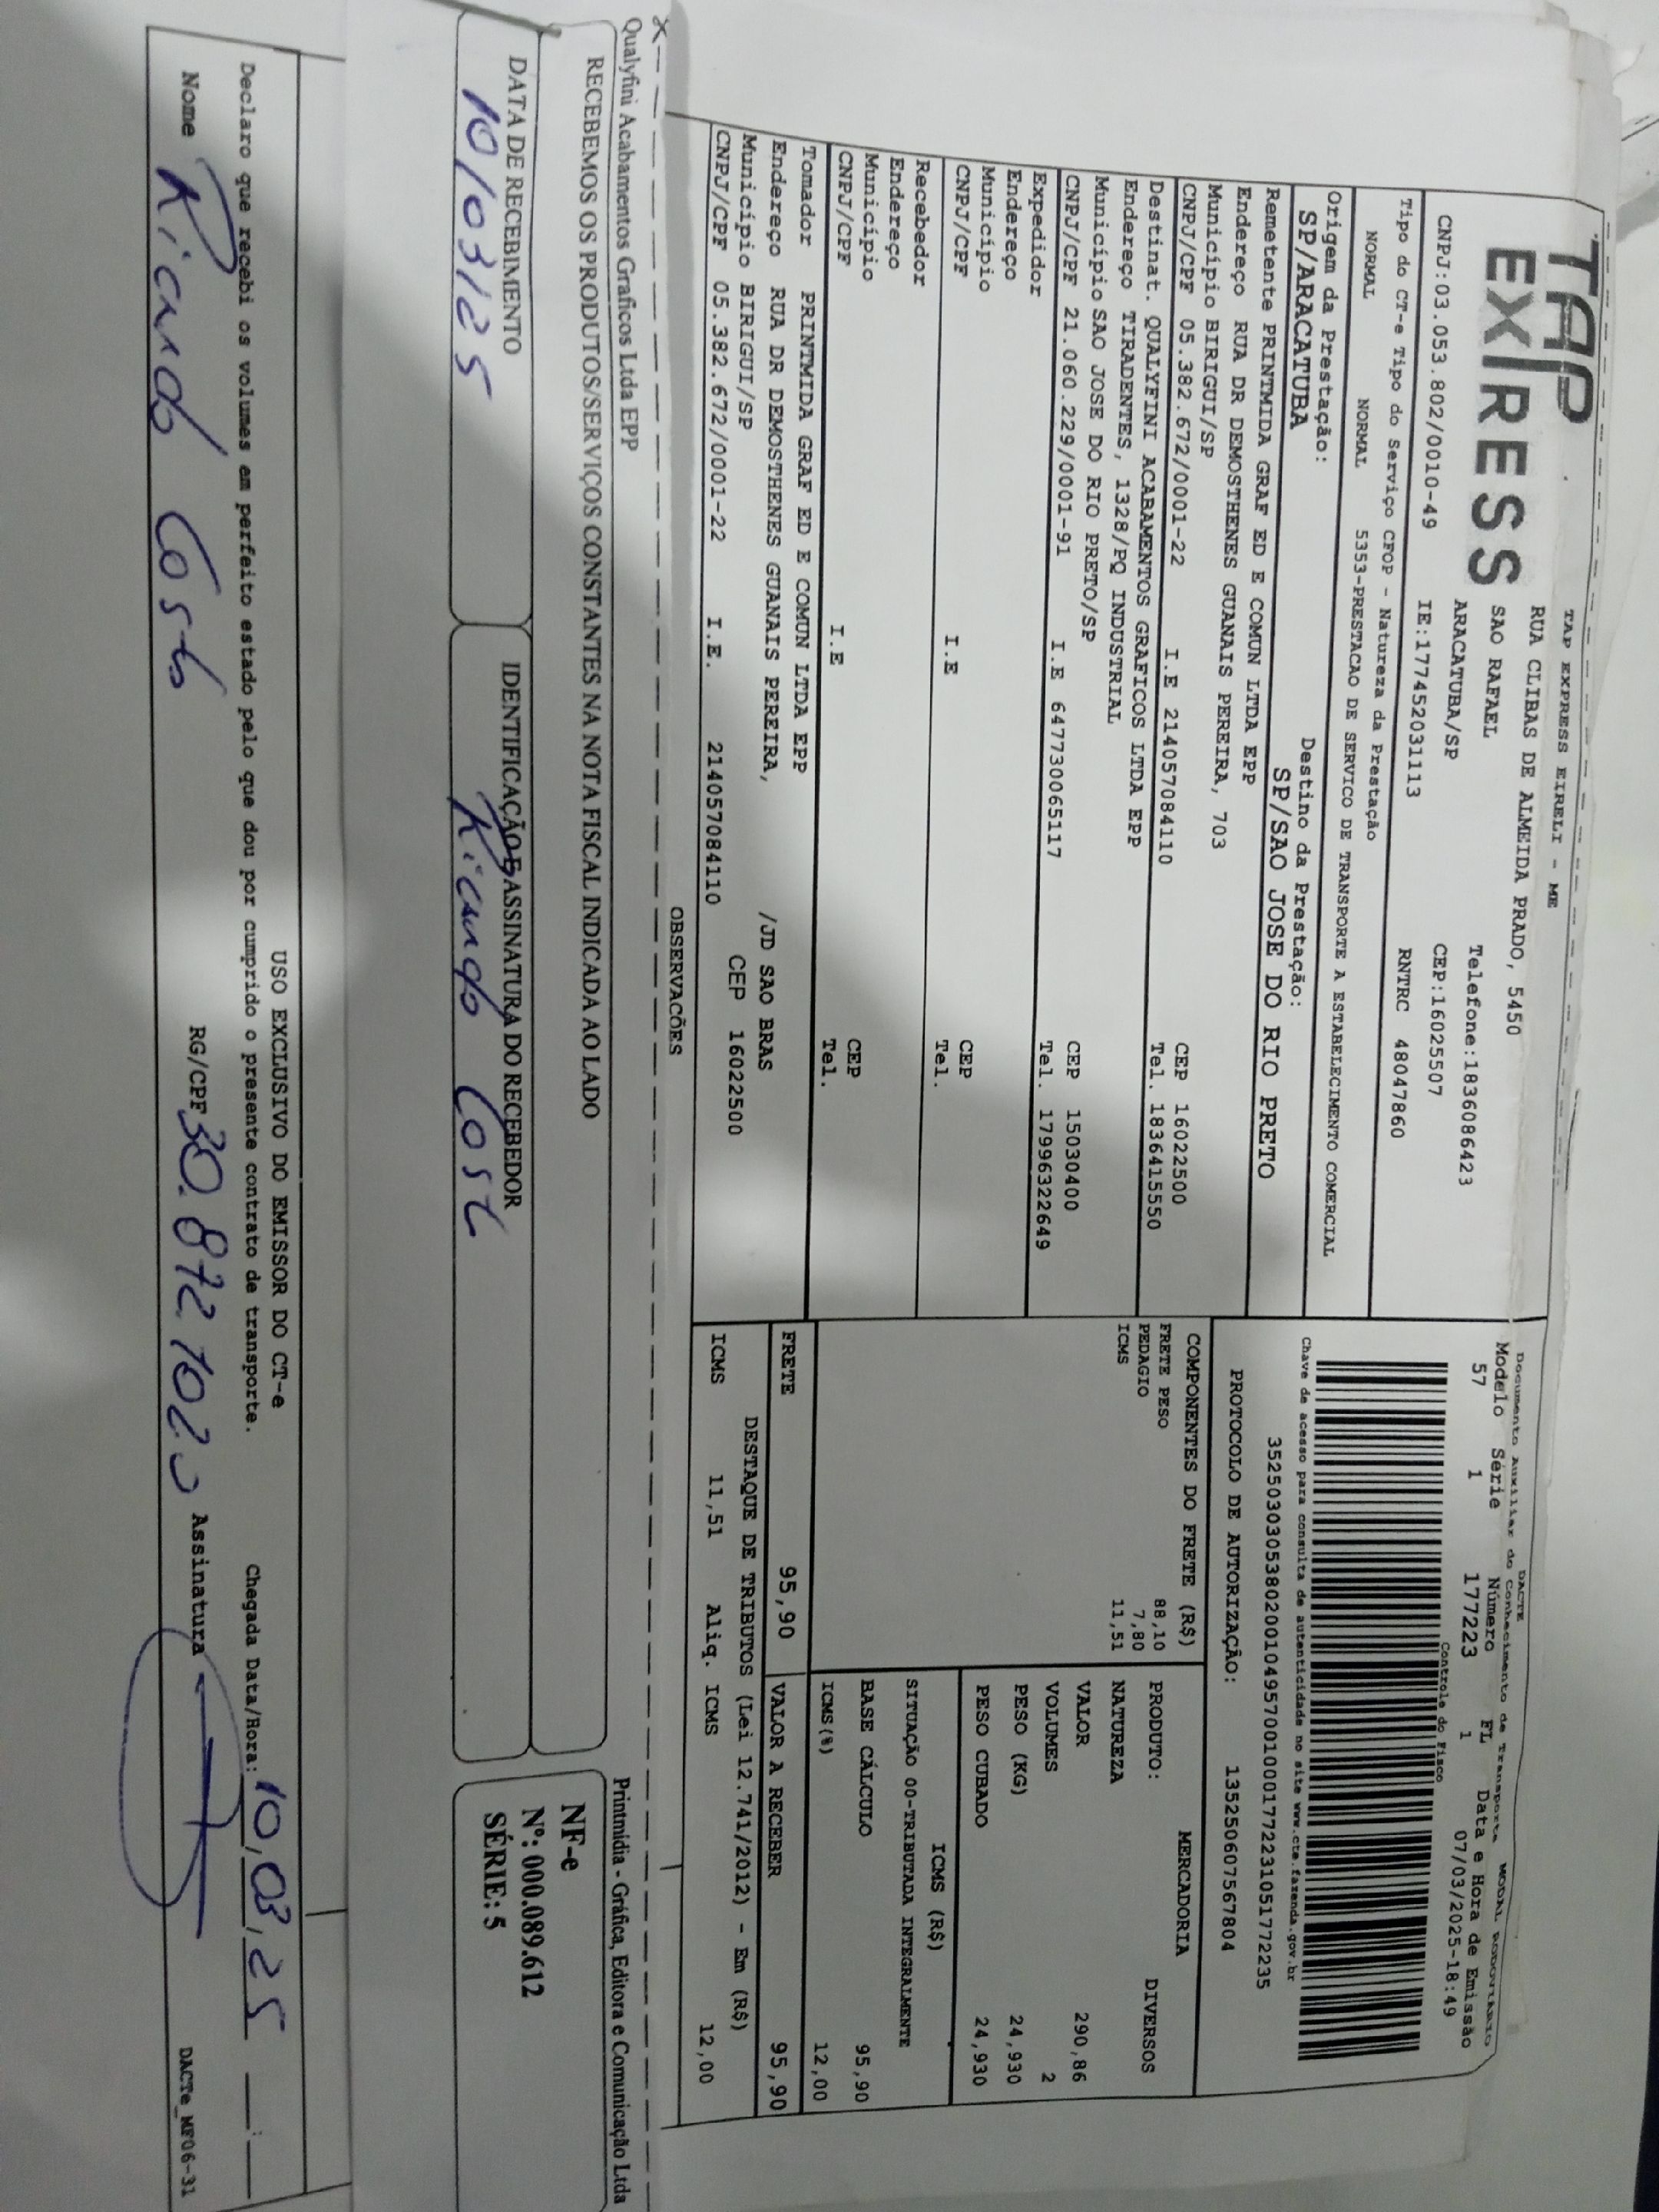 TAP
EXPRESS
TAP EXPRESS EIRELI - ME
RUA CLIBAS DE ALMEIDA PRADO, 5450
SAO RAFAEL Telefone:1836086423
ARACATUBA/SP CEP:16025507
CNPJ:03.053.802/0010-49 IE:177452031113 RNTRC 48047860
Tipo do CT-e Tipo do Serviço CFOP - Natureza da Prestação
NORMAL NORMAL 5353-PRESTACAO DE SERVICO DE TRANSPORTE A ESTABELECIMENTO COMERCIAL
Origem da Prestação: Destino da Prestação:
SP/ARACATUBA SP/SAO JOSE DO RIO PRETO
Remetente PRINTMIDA GRAF ED E COMUN LTDA EPP
Endereço RUA DR DEMOSTHENES GUANAIS PEREIRA, 703
Município BIRIGUI/SP CEP 16022500
CNPJ/CPF 05.382.672/0001-22 I.E 214057084110 Tel. 1836415550
Destinat. QUALYFINI ACABAMENTOS GRAFICOS LTDA EPP
Endereço TIRADENTES, 1328/PQ INDUSTRIAL
Município SAO JOSE DO RIO PRETO/SP CEP 15030400
CNPJ/CPF 21.060.229/0001-91 I.E 647730065117 Tel. 17996322649
Expedidor
Endereço
Município CEP
CNPJ/CPF I.E Tel.
Recebedor
Endereço
Município CEP
CNPJ/CPF I.E Tel.
Tomador PRINTMIDA GRAF ED E COMUN LTDA EPP
Endereço RUA DR DEMOSTHENES GUANAIS PEREIRA, /JD SAO BRAS
Município BIRIGUI/SP CEP 16022500
CNPJ/CPF 05.382.672/0001-22 I.E. 214057084110
OBSERVACÕES
DACTE
Documento Auxiliar do Conhecimento de Transporte MODAL RODOVIARIO
Modelo Série Número FL Data e Hora de Emissão
57 1 17223 1 07/03/2025-18:49
Controle do Fisco
Chave de acesso para consulta de autenticidade no site www.cte.fazenda.gov.br
35250303053802001049570010000177223105177​2235
PROTOCOLO DE AUTORIZAÇÃO: 135250607567804
COMPONENTES DO FRETE (R$)
FRETE PESO 88,10
PEDAGIO 7,80
ICMS 11,51
MERCADORIA
PRODUTO: DIVERSOS
NATUREZA
VALOR 290,86
VOLUMES 2
PESO (KG) 24,930
PESO CUBADO 24,930
ICMS (R$)
SITUAÇÃO 00-TRIBUTADA INTEGRALMENTE
BASE CÁLCULO 95,90
ICMS(%) 12,00
FRETE 95,90 VALOR A RECEBER 95,90
DESTAQUE DE TRIBUTOS (Lei 12.741/2012) - Em (R$)
ICMS 11,51 Aliq. ICMS 12,00
Qualyfini Acabamentos Graficos Ltda EPP Printmídia - Gráfica, Editora e Comunicação Ltda
RECEBEMOS OS PRODUTOS/SERVIÇOS CONSTANTES NA NOTA FISCAL INDICADA AO LADO
DATA DE RECEBIMENTO IDENTIFICAÇÃO E ASSINATURA DO RECEBEDOR
10/03/25 Ricardo Cost
NF-e
Nº: 000.089.612
SÉRIE: 5
USO EXCLUSIVO DO EMISSOR DO CT-e
Declaro que recebi os volumes em perfeito estado pelo que dou por cumprido o presente contrato de transporte. Chegada Data/Hora: 10,03,25 __:__
Nome Ricardo Costa RG/CPF Assinatura
DACTe_MF06-31